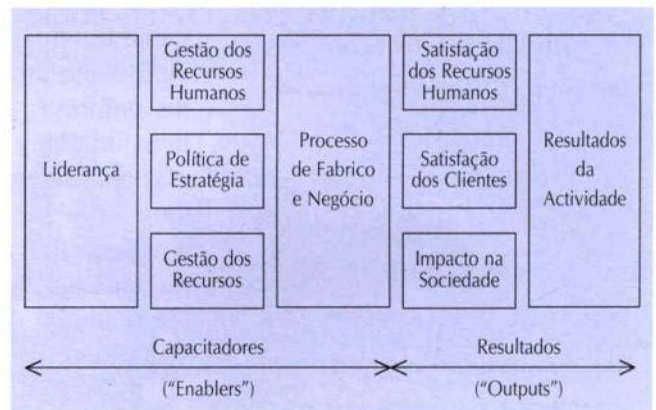 Liderança
Gestão dos
Recursos
Humanos
Política de
Estratégia
Gestão dos
Recursos
Processo
de Fabrico
e Negócio
Satisfação
dos Recursos
Humanos
Satisfação
dos Clientes
Impacto na
Sociedade
Resultados
da
Actividade
Capacitadores
("Enablers")
Resultados
("Outputs")